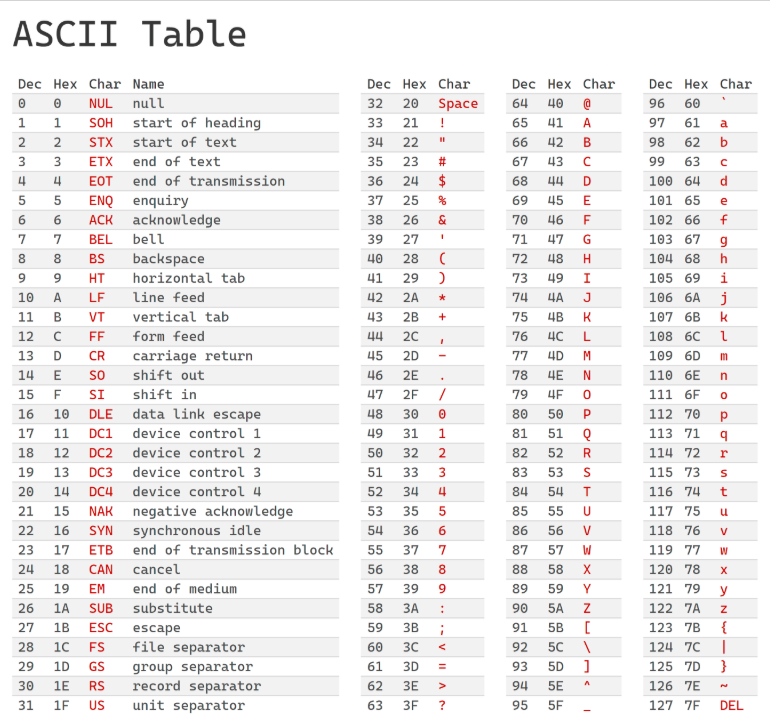 ASCII Table
Dec Hex Char Name Dec Hex Char Dec Hex Char Dec Hex Char
0 0 NUL null 32 20 Space 64 40 @ 96 60 `
1 1 SOH start of heading 33 21 ! 65 41 A 97 61 a
2 2 STX start of text 34 22 " 66 42 B 98 62 b
3 3 ETX end of text 35 23 # 67 43 C 99 63 c
4 4 EOT end of transmission 36 24 $ 68 44 D 100 64 d
5 5 ENQ enquiry 37 25 % 69 45 E 101 65 e
6 6 ACK acknowledge 38 26 & 70 46 F 102 66 f
7 7 BEL bell 39 27 ' 71 47 G 103 67 g
8 8 BS backspace 40 28 ( 72 48 H 104 68 h
9 9 HT horizontal tab 41 29 ) 73 49 I 105 69 i
10 A LF line feed 42 2A * 74 4A J 106 6A j
11 B VT vertical tab 43 2B + 75 4B K 107 6B k
12 C FF form feed 44 2C , 76 4C L 108 6C l
13 D CR carriage return 45 2D - 77 4D M 109 6D m
14 E SO shift out 46 2E . 78 4E N 110 6E n
15 F SI shift in 47 2F / 79 4F O 111 6F o
16 10 DLE data link escape 48 30 0 80 50 P 112 70 p
17 11 DC1 device control 1 49 31 1 81 51 Q 113 71 q
18 12 DC2 device control 2 50 32 2 82 52 R 114 72 r
19 13 DC3 device control 3 51 33 3 83 53 S 115 73 s
20 14 DC4 device control 4 52 34 4 84 54 T 116 74 t
21 15 NAK negative acknowledge 53 35 5 85 55 U 117 75 u
22 16 SYN synchronous idle 54 36 6 86 56 V 118 76 v
23 17 ETB end of transmission block 55 37 7 87 57 W 119 77 w
24 18 CAN cancel 56 38 8 88 58 X 120 78 x
25 19 EM end of medium 57 39 9 89 59 Y 121 79 y
26 1A SUB substitute 58 3A : 90 5A Z 122 7A z
27 1B ESC escape 59 3B ; 91 5B [ 123 7B {
28 1C FS file separator 60 3C < 92 5C \ 124 7C |
29 1D GS group separator 61 3D = 93 5D ] 125 7D }
30 1E RS record separator 62 3E > 94 5E ^ 126 7E ~
31 1F US unit separator 63 3F ? 95 5F _ 127 7F DEL